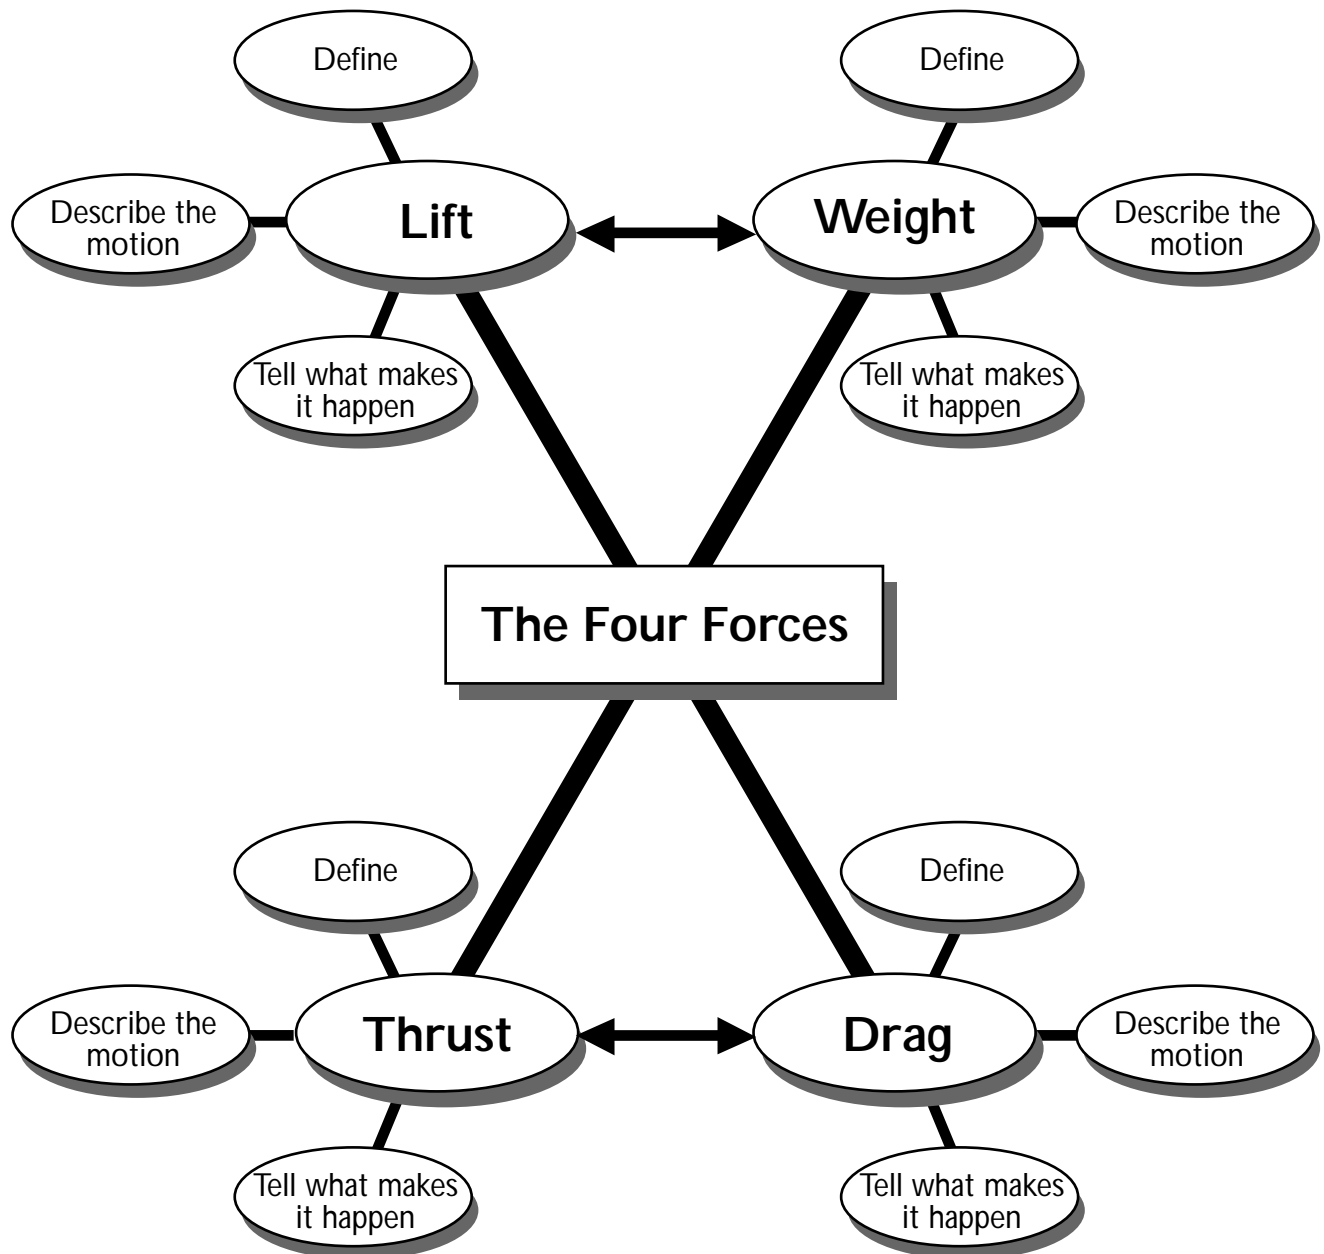 Define
Define
Lift
Weight
Describe the
motion
Describe the
motion
Tell what makes
it happen
Tell what makes
it happen
The Four Forces
Define
Define
Thrust
Drag
Describe the
motion
Describe the
motion
Tell what makes
it happen
Tell what makes
it happen